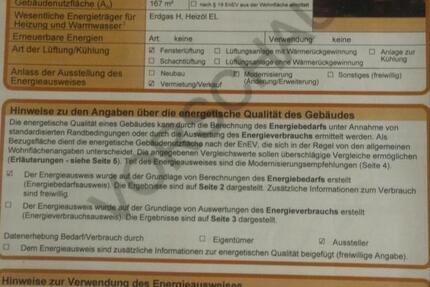 Gebäudenutzfläche (Aₙ) 167 m² ☐ nach § 19 EnEV aus der Wohnfläche ermittelt
Wesentliche Energieträger für
Heizung und Warmwasser
Erdgas H, Heizöl EL
Erneuerbare Energien Art: keine Verwendung: keine
Art der Lüftung/Kühlung ☑ Fensterlüftung ☐ Lüftungsanlage mit Wärmerückgewinnung ☐ Anlage zur Kühlung
☐ Schachtlüftung ☐ Lüftungsanlage ohne Wärmerückgewinnung
Anlass der Ausstellung des
Energieausweises
☐ Neubau ☐ Modernisierung ☐ Sonstiges (freiwillig)
☑ Vermietung/Verkauf (Änderung/Erweiterung)
Hinweise zu den Angaben über die energetische Qualität des Gebäudes
Die energetische Qualität eines Gebäudes kann durch die Berechnung des Energiebedarfs unter Annahme von
standardisierten Randbedingungen oder durch die Auswertung des Energieverbrauchs ermittelt werden. Als
Bezugsfläche dient die energetische Gebäudenutzfläche nach der EnEV, die sich in der Regel von den allgemeinen
Wohnflächenangaben unterscheidet. Die angegebenen Vergleichswerte sollen überschlägige Vergleiche ermöglichen
(Erläuterungen - siehe Seite 5). Teil des Energieausweises sind die Modernisierungsempfehlungen (Seite 4).
☑ Der Energieausweis wurde auf der Grundlage von Berechnungen des Energiebedarfs erstellt
(Energiebedarfsausweis). Die Ergebnisse sind auf Seite 2 dargestellt. Zusätzliche Informationen zum Verbrauch
sind freiwillig.
☐ Der Energieausweis wurde auf der Grundlage von Auswertungen des Energieverbrauchs erstellt
(Energieverbrauchsausweis). Die Ergebnisse sind auf Seite 3 dargestellt.
Datenerhebung Bedarf/Verbrauch durch ☐ Eigentümer ☑ Aussteller
☐ Dem Energieausweis sind zusätzliche Informationen zur energetischen Qualität beigefügt (freiwillige Angabe).
Hinweise zur Verwendung des Energieausweises
VORSCHAU